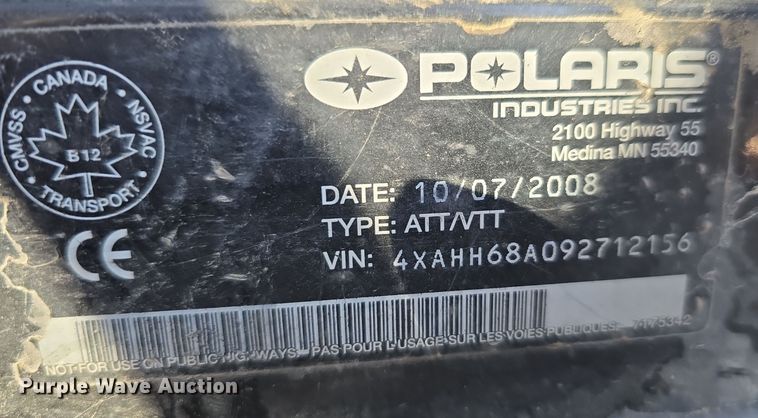 CANADA
CMVSS · NSVAC
B12
TRANSPORT
POLARIS®
INDUSTRIES INC.
2100 Highway 55
Medina MN 55340
DATE: 10/07/2008
TYPE: ATT/VTT
VIN: 4XAHH68A092712156
CE
NOT FOR USE ON PUBLIC HIGHWAYS – PAS POUR L'USAGE SUR LES VOIES PUBLIQUES – 7175332
Purple Wave Auction